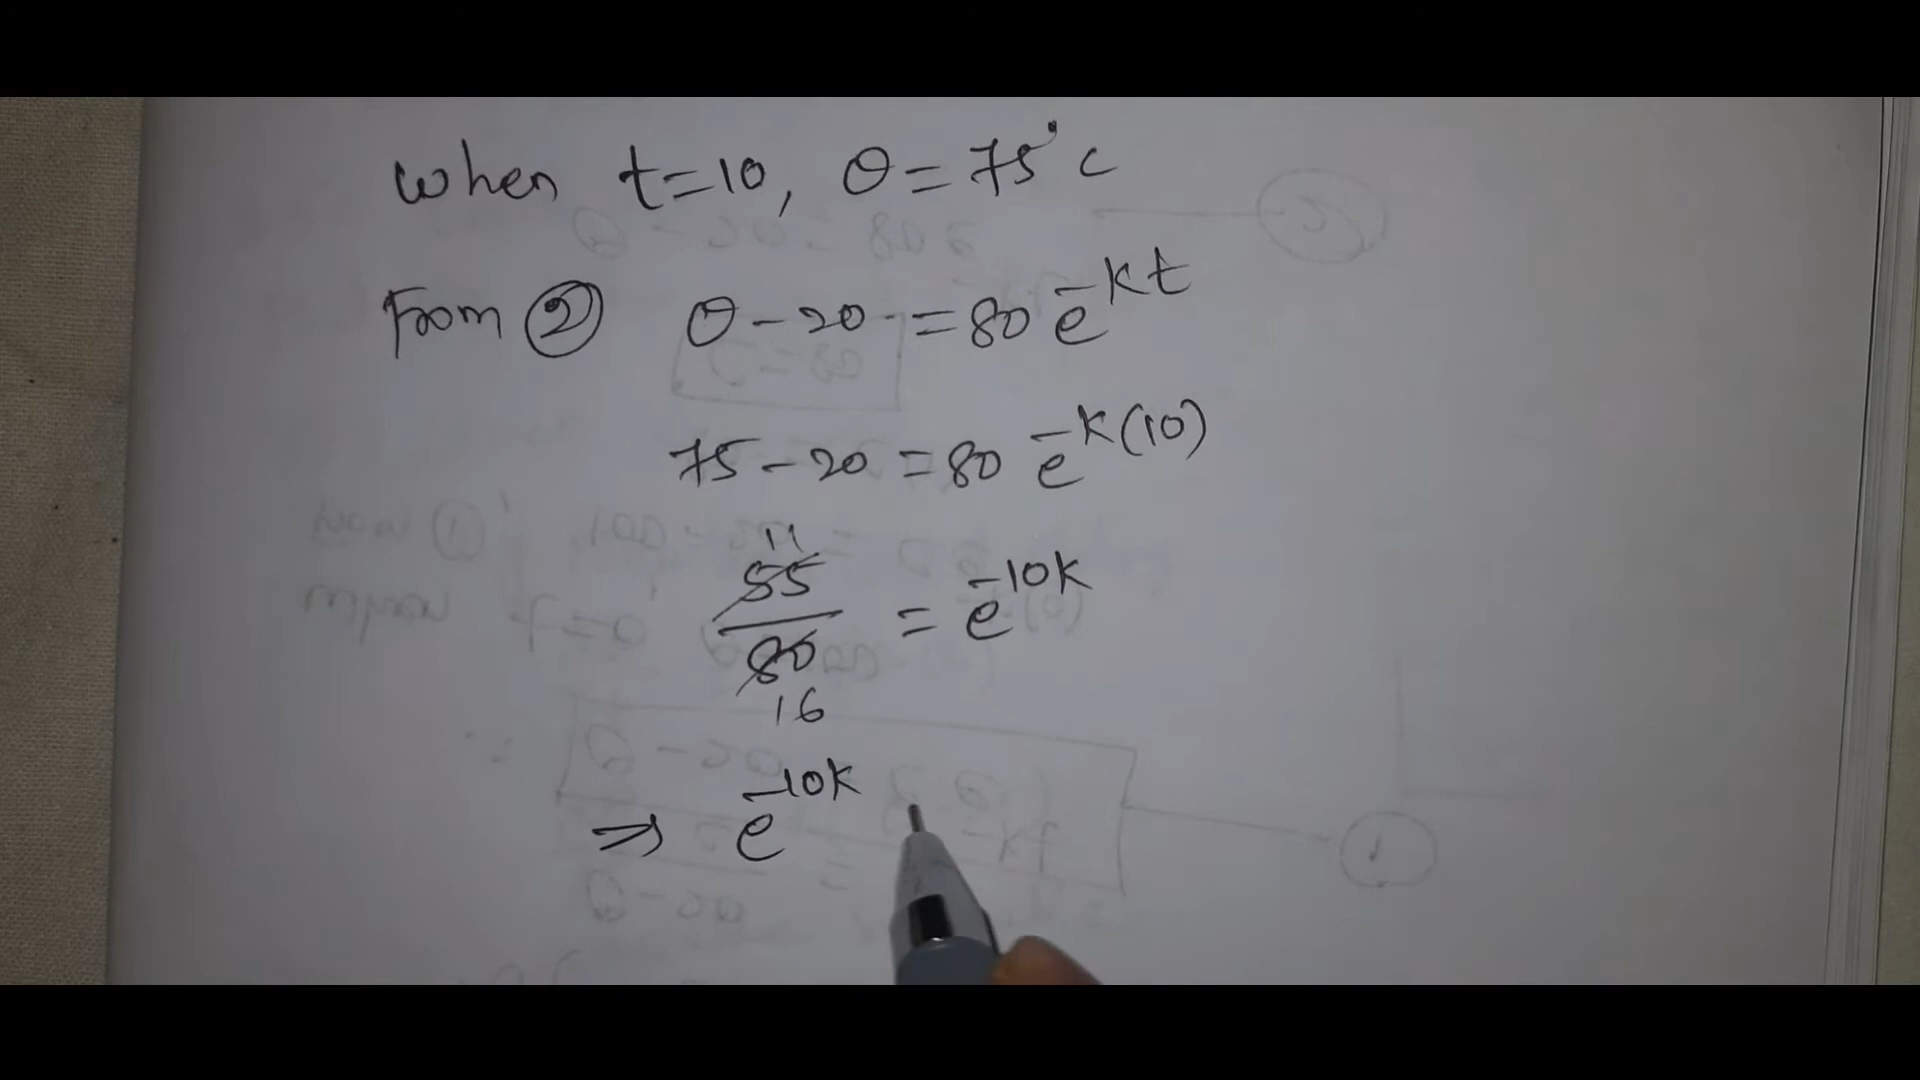 When t=10, θ=75°C
From ② θ-20=80 e^-kt
75-20=80 e^-k(10)
11
55/80 = e^-10k
16
⇒ e^-10k